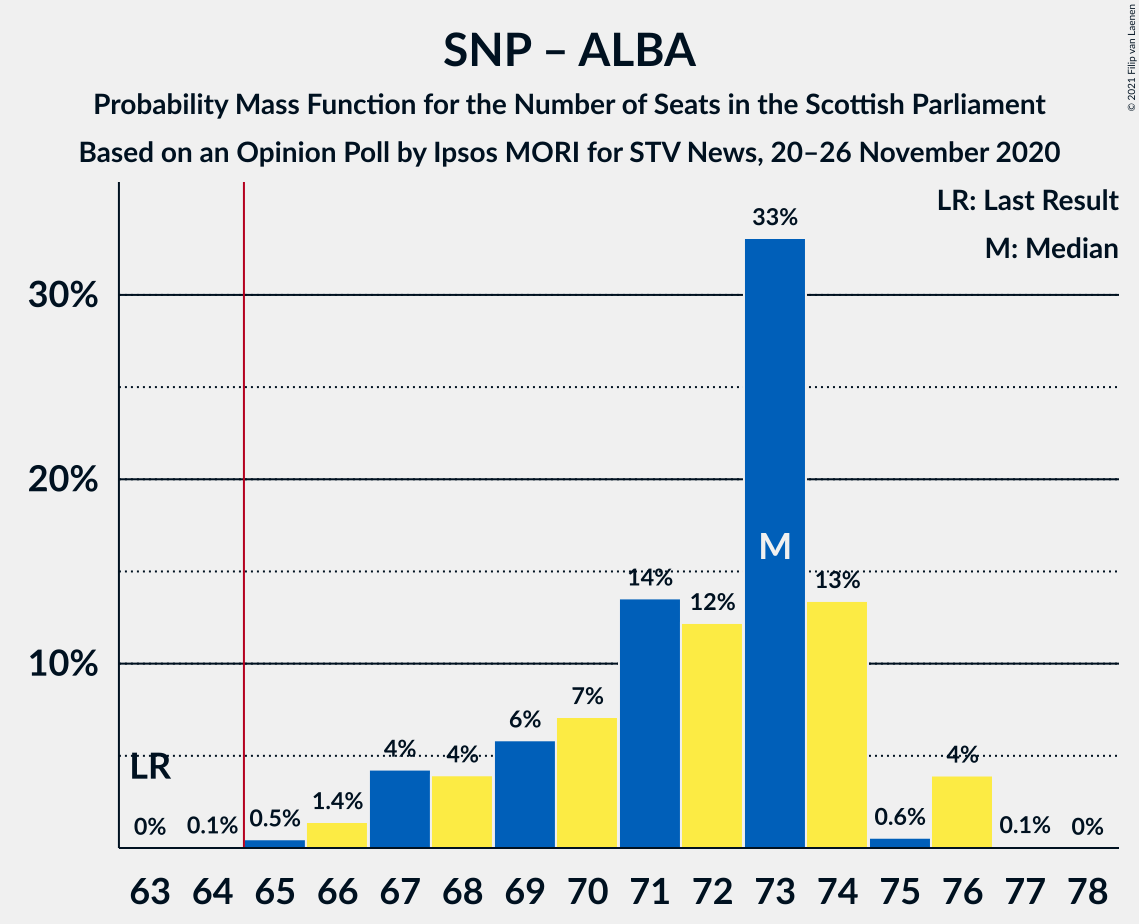 SNP – ALBA
Probability Mass Function for the Number of Seats in the Scottish Parliament
Based on an Opinion Poll by Ipsos MORI for STV News, 20–26 November 2020
© 2021 Filip van Laenen
LR: Last Result
M: Median
30%
20%
10%
LR
M
0%
0.1%
0.5%
1.4%
4%
4%
6%
7%
14%
12%
33%
13%
0.6%
4%
0.1%
0%
63 64 65 66 67 68 69 70 71 72 73 74 75 76 77 78